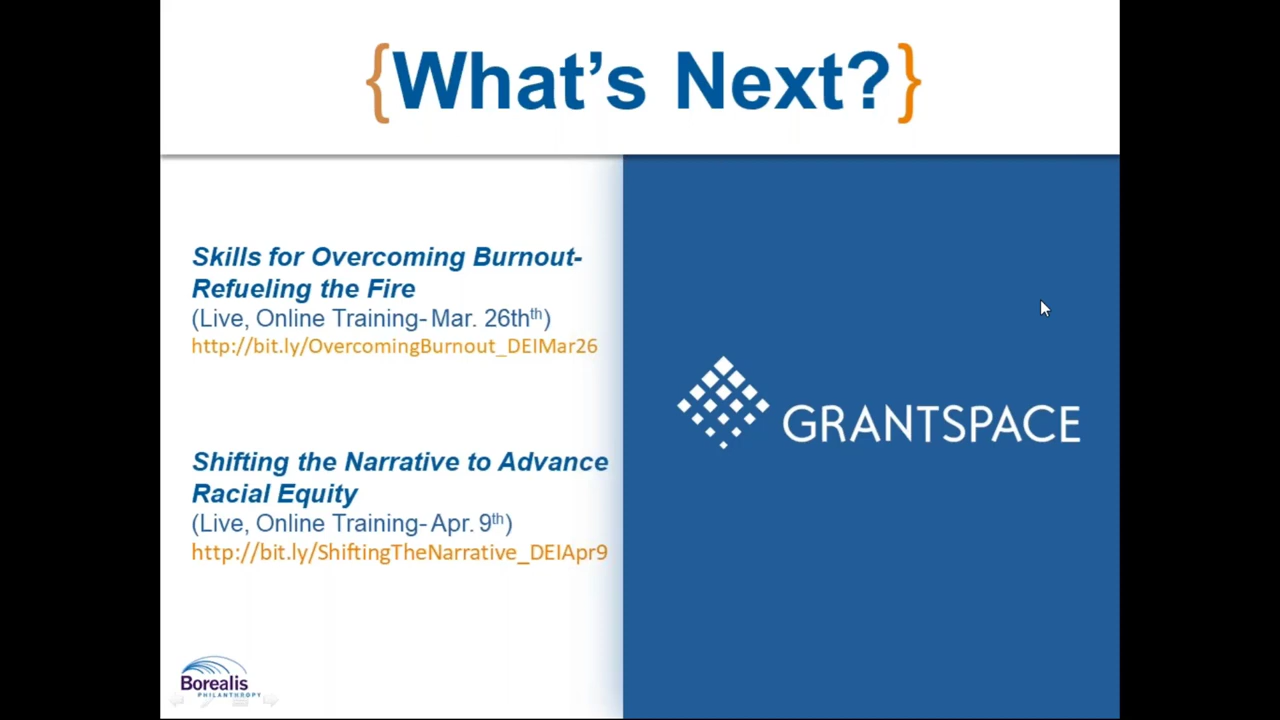 {What's Next?}
Skills for Overcoming Burnout-
Refueling the Fire
(Live, Online Training- Mar. 26thth)
http://bit.ly/OvercomingBurnout_DEIMar26
Shifting the Narrative to Advance
Racial Equity
(Live, Online Training- Apr. 9th)
http://bit.ly/ShiftingTheNarrative_DEIApr9
GRANTSPACE
Borealis
PHILANTHROPY